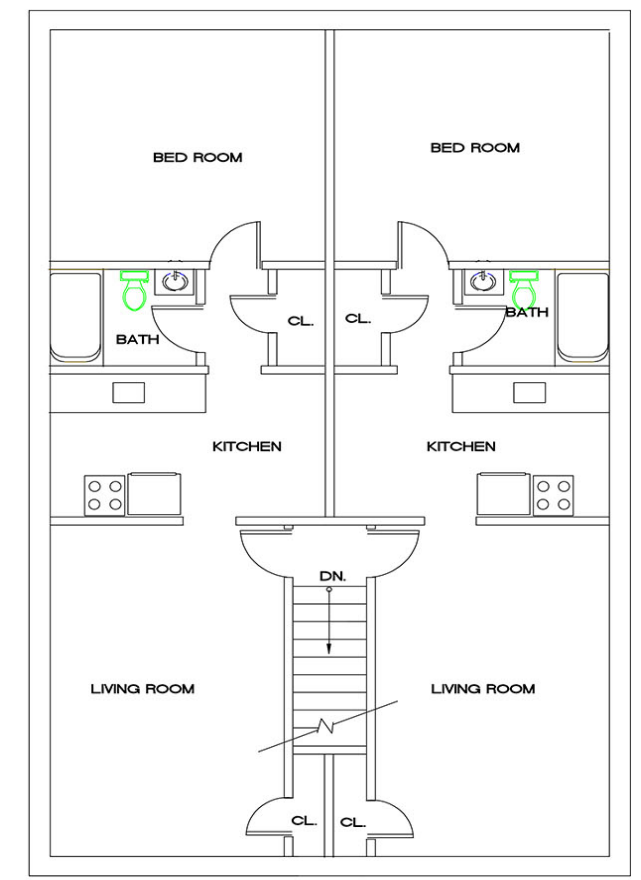 BED ROOM
BED ROOM
CL.
CL.
BATH
BATH
KITCHEN
KITCHEN
DN.
LIVING ROOM
LIVING ROOM
CL.
CL.